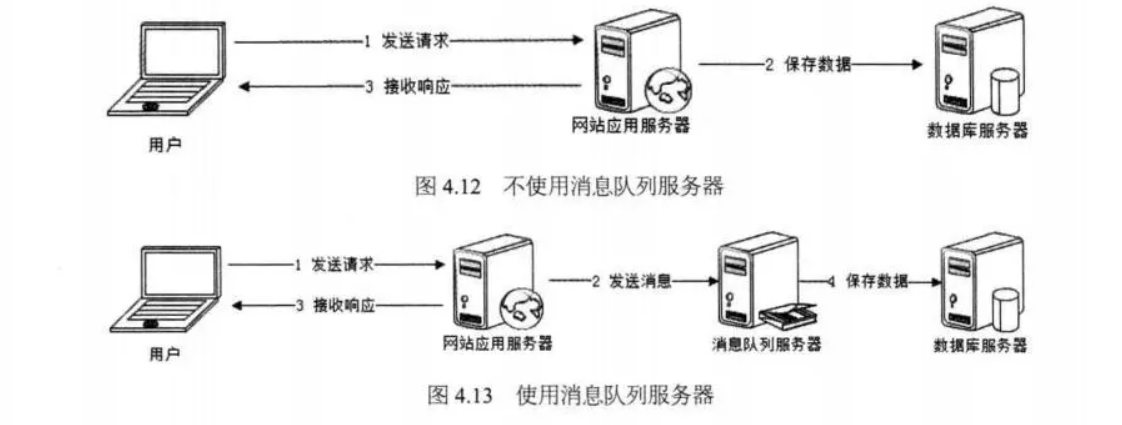 1 发送请求
2 保存数据
3 接收响应
网站应用服务器
数据库服务器
用户
图 4.12 不使用消息队列服务器
1 发送请求
2 发送消息
4 保存数据
3 接收响应
网站应用服务器
消息队列服务器
数据库服务器
用户
图 4.13 使用消息队列服务器